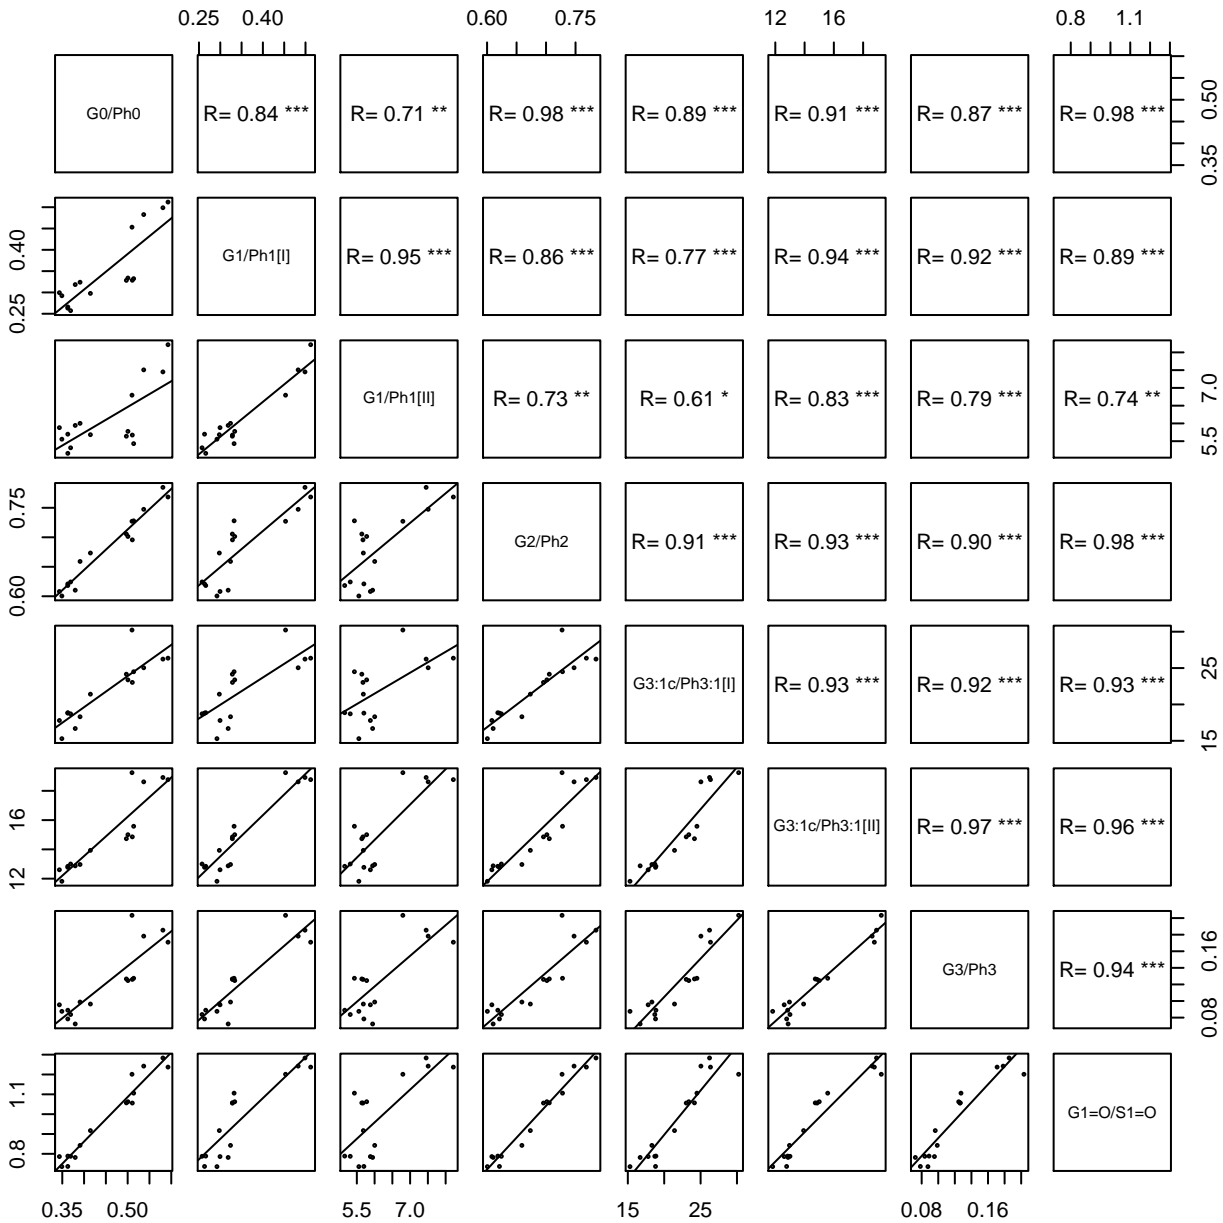 0.25 0.40 0.60 0.75 12 16 0.8 1.1
G0/Ph0 R= 0.84 *** R= 0.71 ** R= 0.98 *** R= 0.89 *** R= 0.91 *** R= 0.87 *** R= 0.98 *** 0.35 0.50
0.25 0.40 G1/Ph1[I] R= 0.95 *** R= 0.86 *** R= 0.77 *** R= 0.94 *** R= 0.92 *** R= 0.89 ***
G1/Ph1[II] R= 0.73 ** R= 0.61 * R= 0.83 *** R= 0.79 *** R= 0.74 ** 5.5 7.0
0.60 0.75 G2/Ph2 R= 0.91 *** R= 0.93 *** R= 0.90 *** R= 0.98 ***
G3:1c/Ph3:1[I] R= 0.93 *** R= 0.92 *** R= 0.93 *** 15 25
12 16 G3:1c/Ph3:1[II] R= 0.97 *** R= 0.96 ***
G3/Ph3 R= 0.94 *** 0.08 0.16
0.8 1.1 G1=O/S1=O
0.35 0.50 5.5 7.0 15 25 0.08 0.16